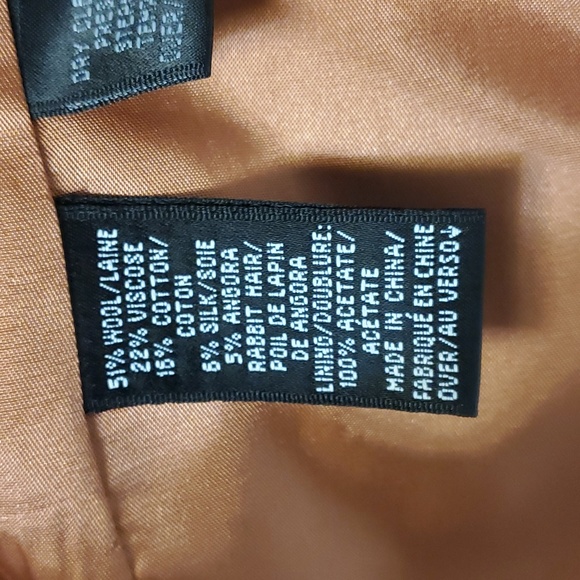 51% WOOL/LAINE
22% VISCOSE
16% COTTON/
COTON
6% SILK/SOIE
5% ANGORA
RABBIT HAIR/
POIL DE LAPIN
DE ANGORA
LINING/DOUBLURE:
100% ACETATE/
ACÉTATE
MADE IN CHINA/
FABRIQUÉ EN CHINE
OVER/AU VERSO↓
DRY